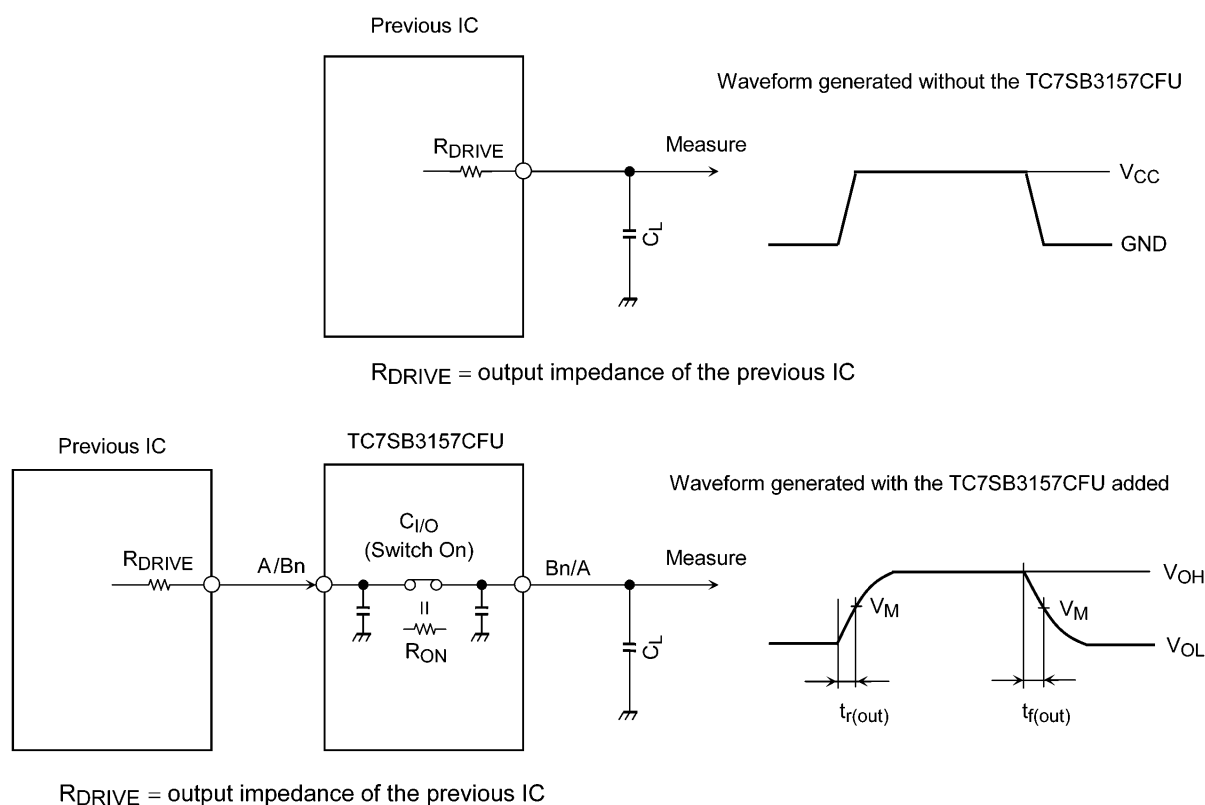 Previous IC
Waveform generated without the TC7SB3157CFU
RDRIVE
Measure
VCC
CL
GND
RDRIVE = output impedance of the previous IC
Previous IC
TC7SB3157CFU
Waveform generated with the TC7SB3157CFU added
CI/O
(Switch On)
RDRIVE
A/Bn
Bn/A
Measure
VOH
VM
VM
RON
CL
VOL
tr(out)
tf(out)
RDRIVE = output impedance of the previous IC